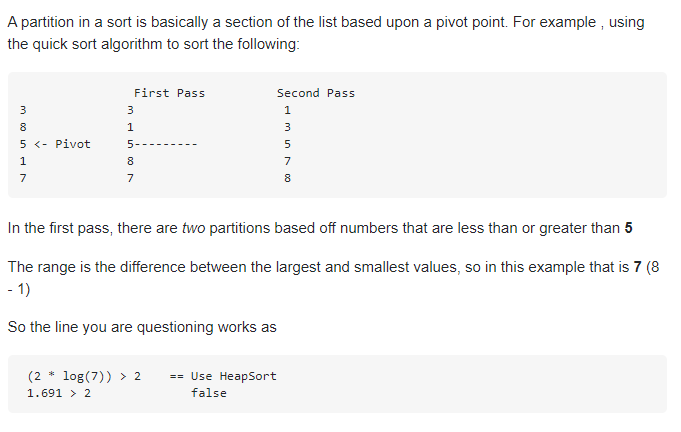 A partition in a sort is basically a section of the list based upon a pivot point. For example , using
the quick sort algorithm to sort the following:
First Pass Second Pass
3 3 1
8 1 3
5 <- Pivot 5--------- 5
1 8 7
7 7 8
In the first pass, there are two partitions based off numbers that are less than or greater than 5
The range is the difference between the largest and smallest values, so in this example that is 7 (8
- 1)
So the line you are questioning works as
(2 * log(7)) > 2 == Use HeapSort
1.691 > 2 false